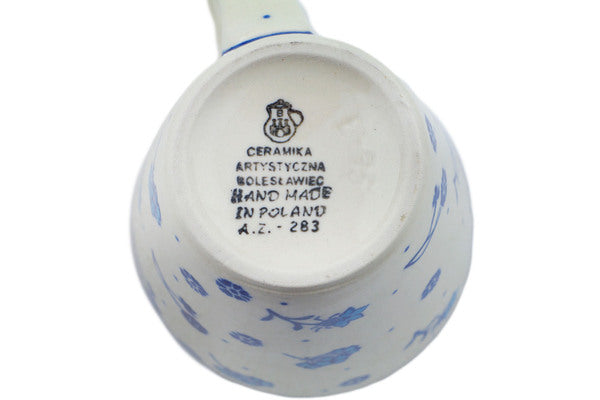 CERAMIKA
ARTYSTYCZNA
BOLESŁAWIEC
HAND MADE
IN POLAND
A.Z.- 283